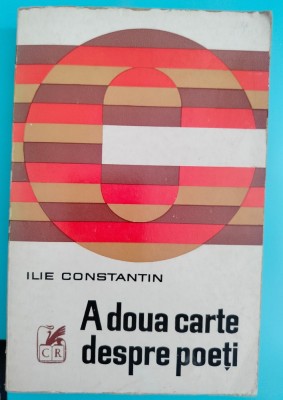 ILIE CONSTANTIN
A doua carte
despre poeți
CR